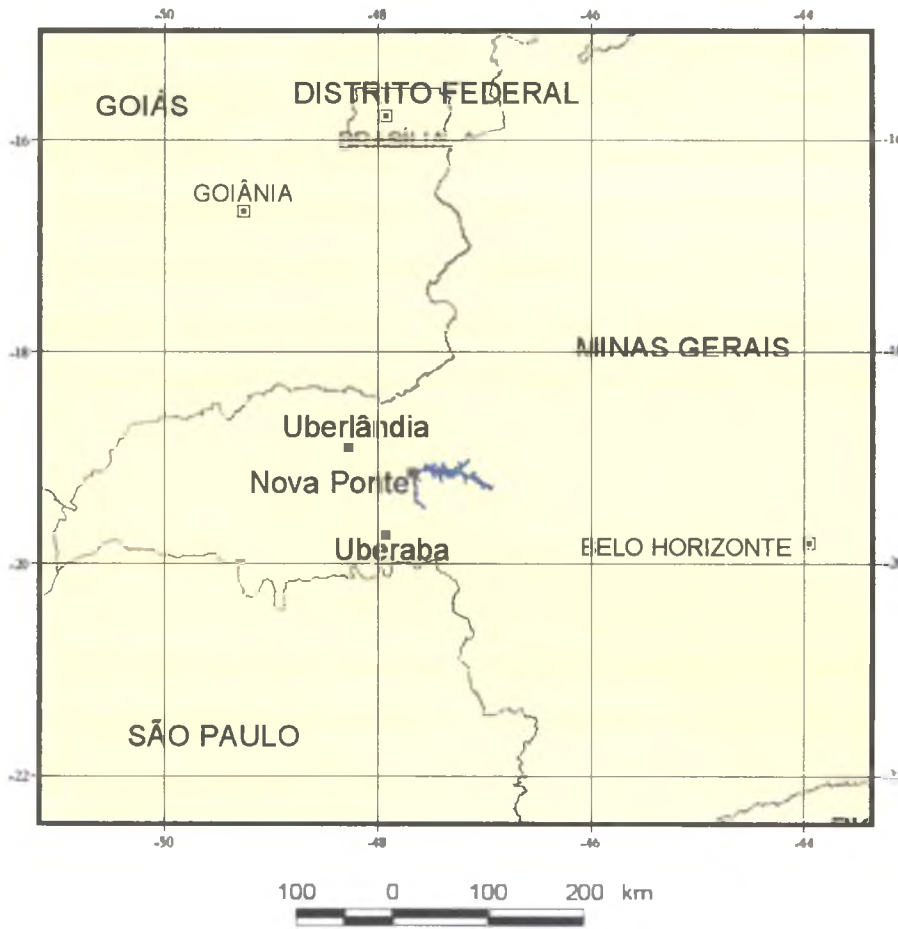 -50 -48 -46 -44
GOIÁS
DISTRITO FEDERAL
-16
BRASÍLIA
GOIÂNIA
-18
MINAS GERAIS
Uberlândia
Nova Ponte
Uberaba
BELO HORIZONTE
-20
SÃO PAULO
-22
-50 -48 -46 -44
100 0 100 200 km